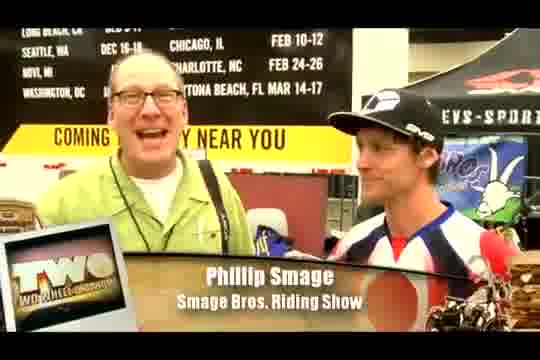 LONG BEACH, CA
SEATTLE, WA DEC 16-18 CHICAGO, IL FEB 10-12
NOVI, MI CHARLOTTE, NC FEB 24-26
WASHINGTON, DC DAYTONA BEACH, FL MAR 14-17
COMING NEAR YOU
EVS-SPORT
TWO
Phillip Smage
Smage Bros. Riding Show